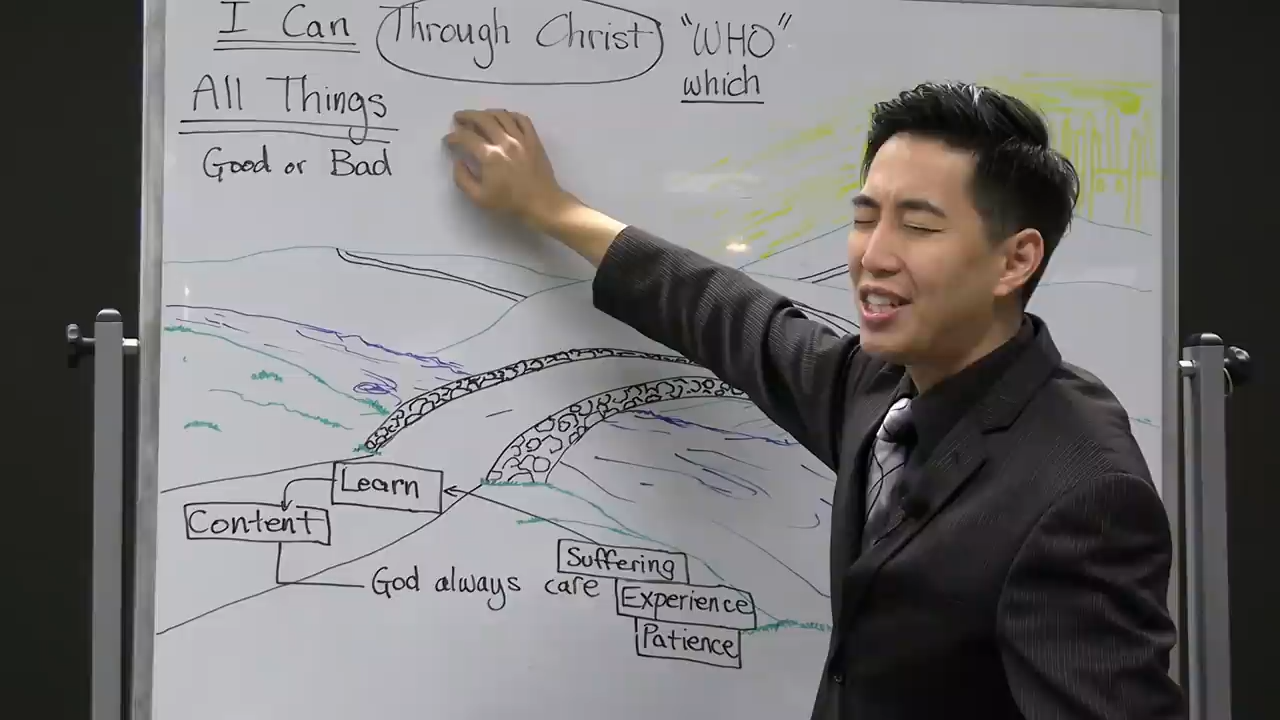 I Can Through Christ "WHO"
which
All Things
Good or Bad
Learn
Content
God always care
Suffering
Experience
Patience